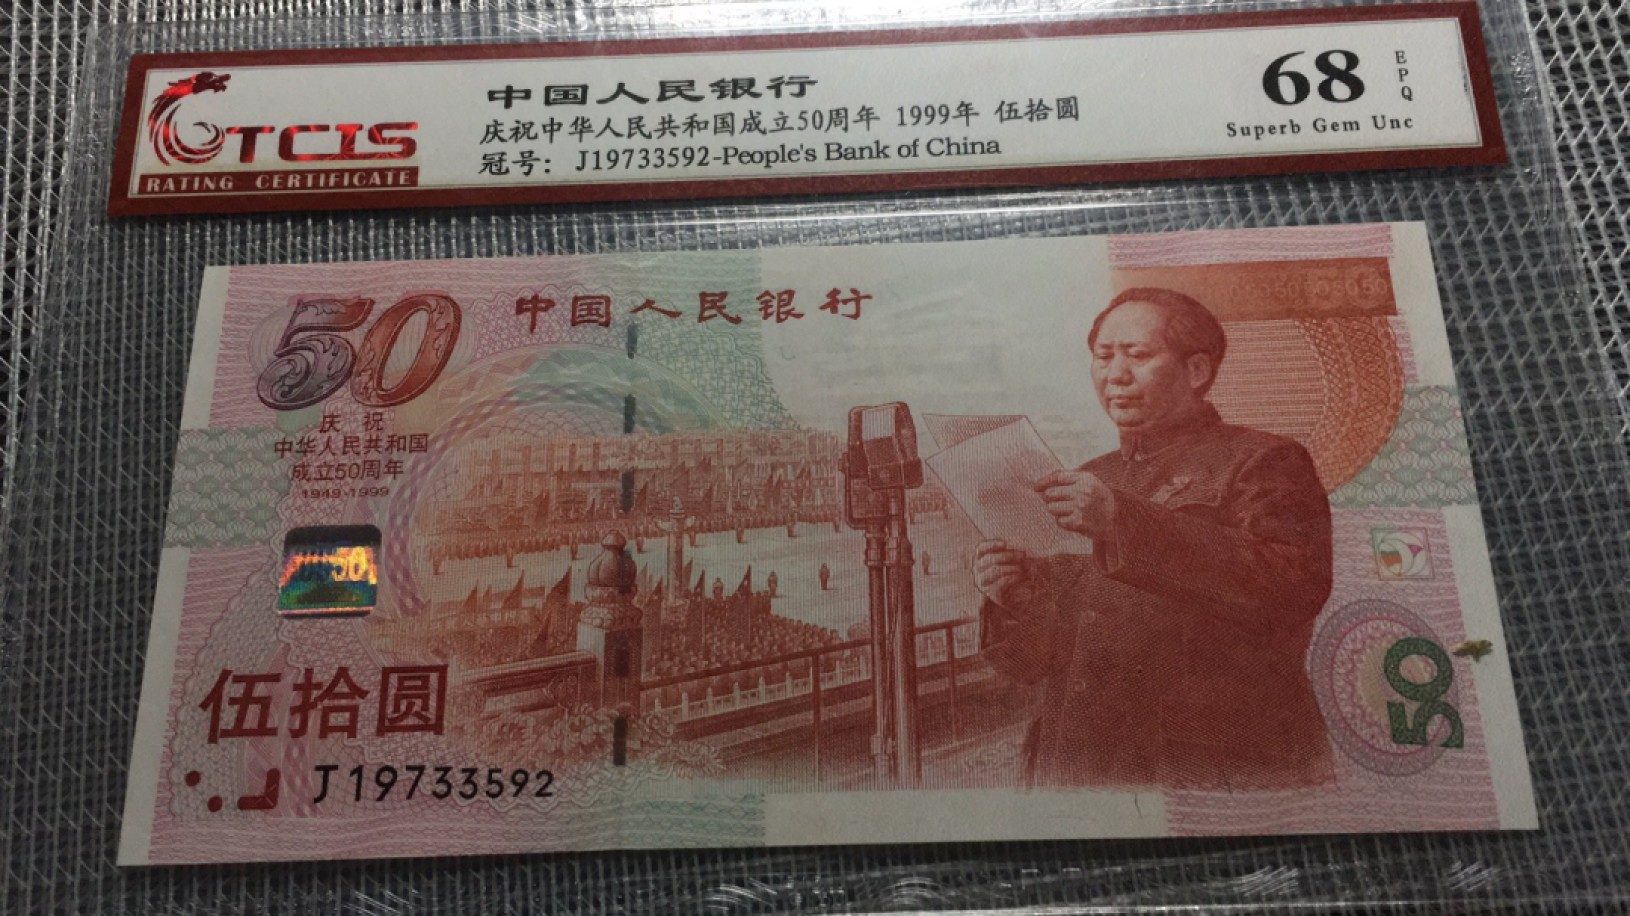 TCIS
RATING CERTIFICATE
中国人民银行
庆祝中华人民共和国成立50周年 1999年 伍拾圆
冠号: J19733592-People's Bank of China
68
EPQ
Superb Gem Unc
50
中国人民银行
庆祝
中华人民共和国
成立50周年
1949-1999
50
伍拾圆
J19733592
50